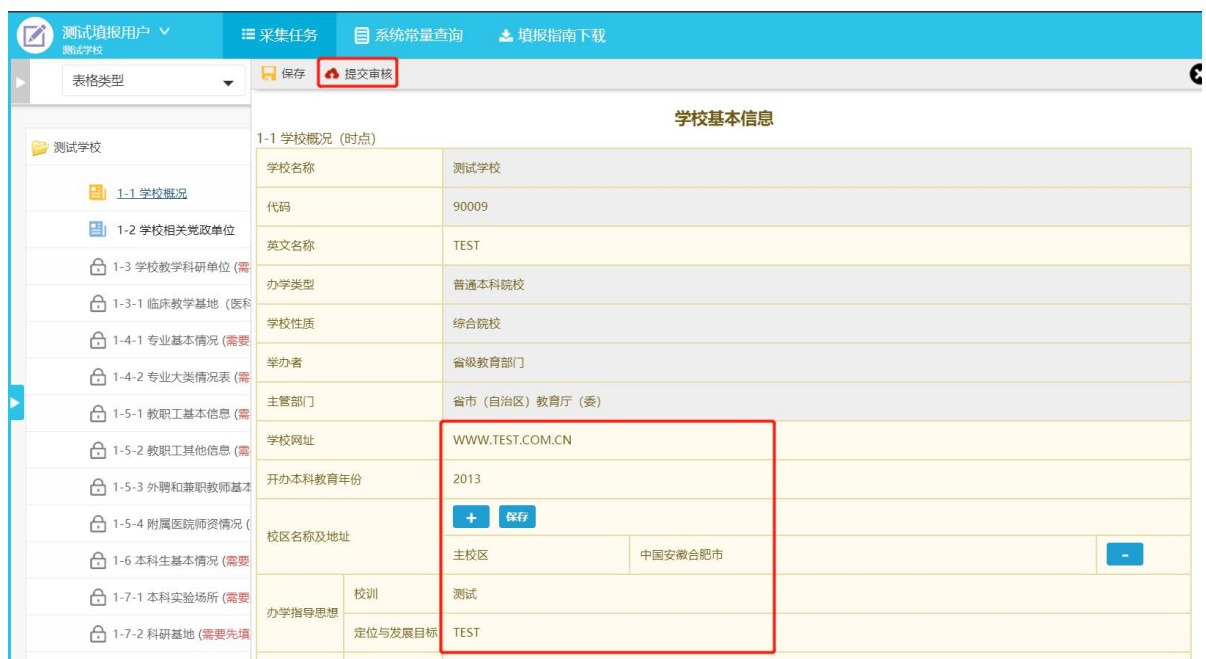 测试填报用户
测试学校
采集任务
系统常量查询
填报指南下载
表格类型
保存
提交审核
学校基本信息
1-1 学校概况（时点）
测试学校
1-1 学校概况
1-2 学校相关党政单位
1-3 学校教学科研单位 (需
1-3-1 临床教学基地（医科
1-4-1 专业基本情况 (需要
1-4-2 专业大类情况表 (需
1-5-1 教职工基本信息 (需
1-5-2 教职工其他信息 (需
1-5-3 外聘和兼职教师基本
1-5-4 附属医院师资情况 (
1-6 本科生基本情况 (需要
1-7-1 本科实验场所 (需要
1-7-2 科研基地 (需要先填
学校名称 测试学校
代码 90009
英文名称 TEST
办学类型 普通本科院校
学校性质 综合院校
举办者 省级教育部门
主管部门 省市（自治区）教育厅（委）
学校网址 WWW.TEST.COM.CN
开办本科教育年份 2013
校区名称及地址
+ 保存
主校区 中国安徽合肥市 -
办学指导思想
校训 测试
定位与发展目标 TEST